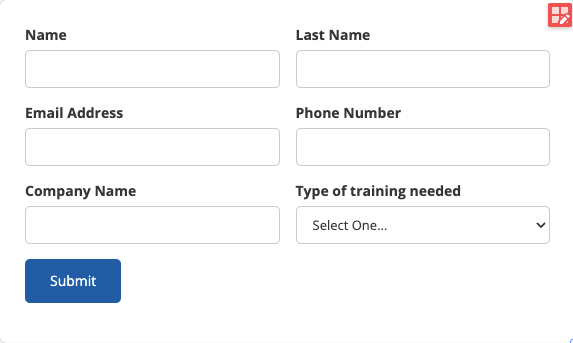 Name
Last Name
Email Address
Phone Number
Company Name
Type of training needed
Select One...
Submit